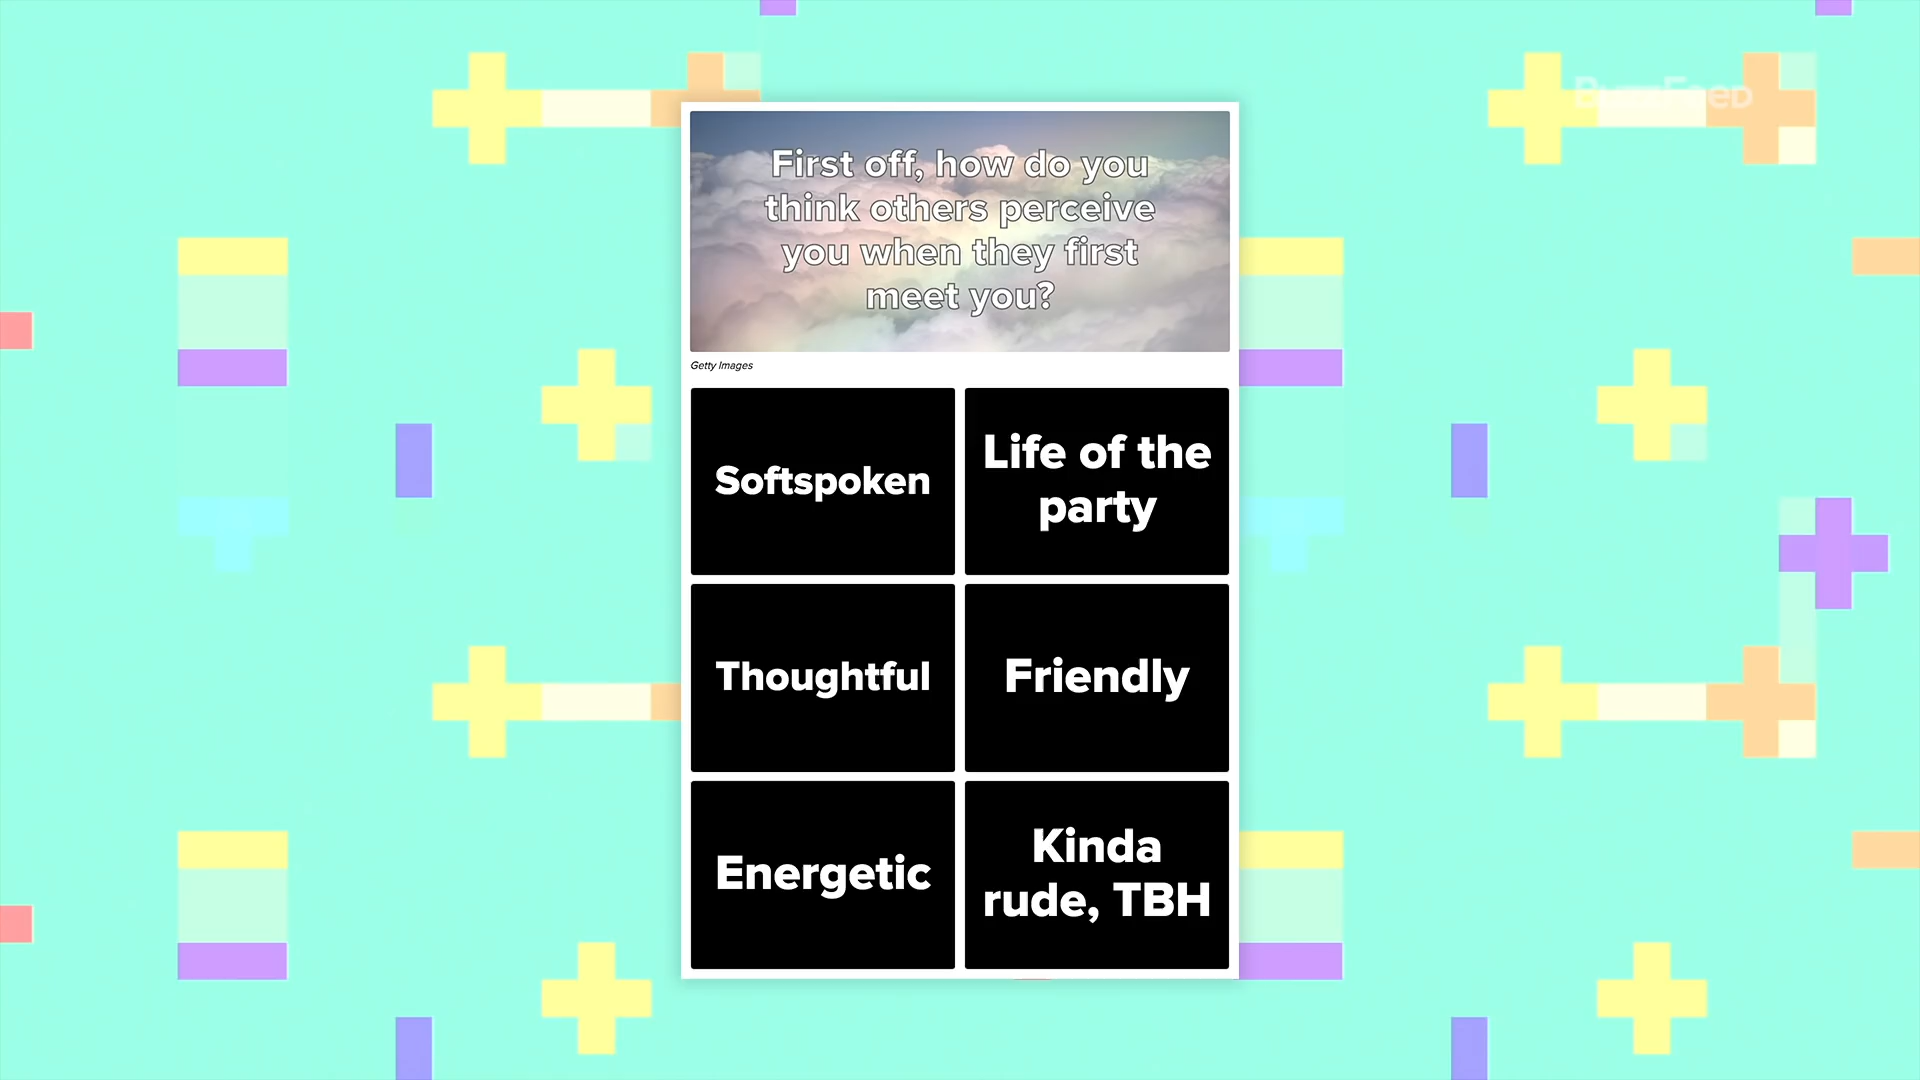 BuzzFeed
First off, how do you
think others perceive
you when they first
meet you?
Getty Images
Softspoken
Life of the
party
Thoughtful
Friendly
Energetic
Kinda
rude, TBH